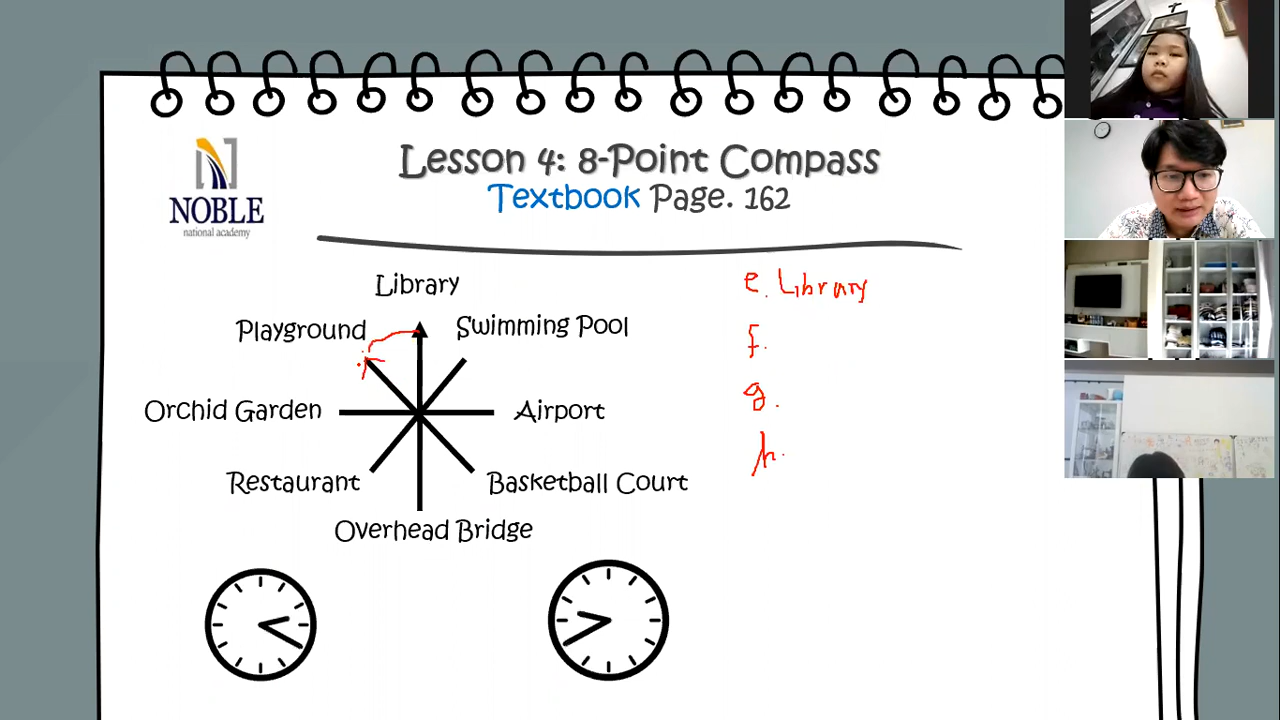 Lesson 4: 8-Point Compass
Textbook Page. 162
NOBLE
national academy
Library
Playground
Swimming Pool
Orchid Garden
Airport
Restaurant
Basketball Court
Overhead Bridge
e. Library
f.
g.
h.